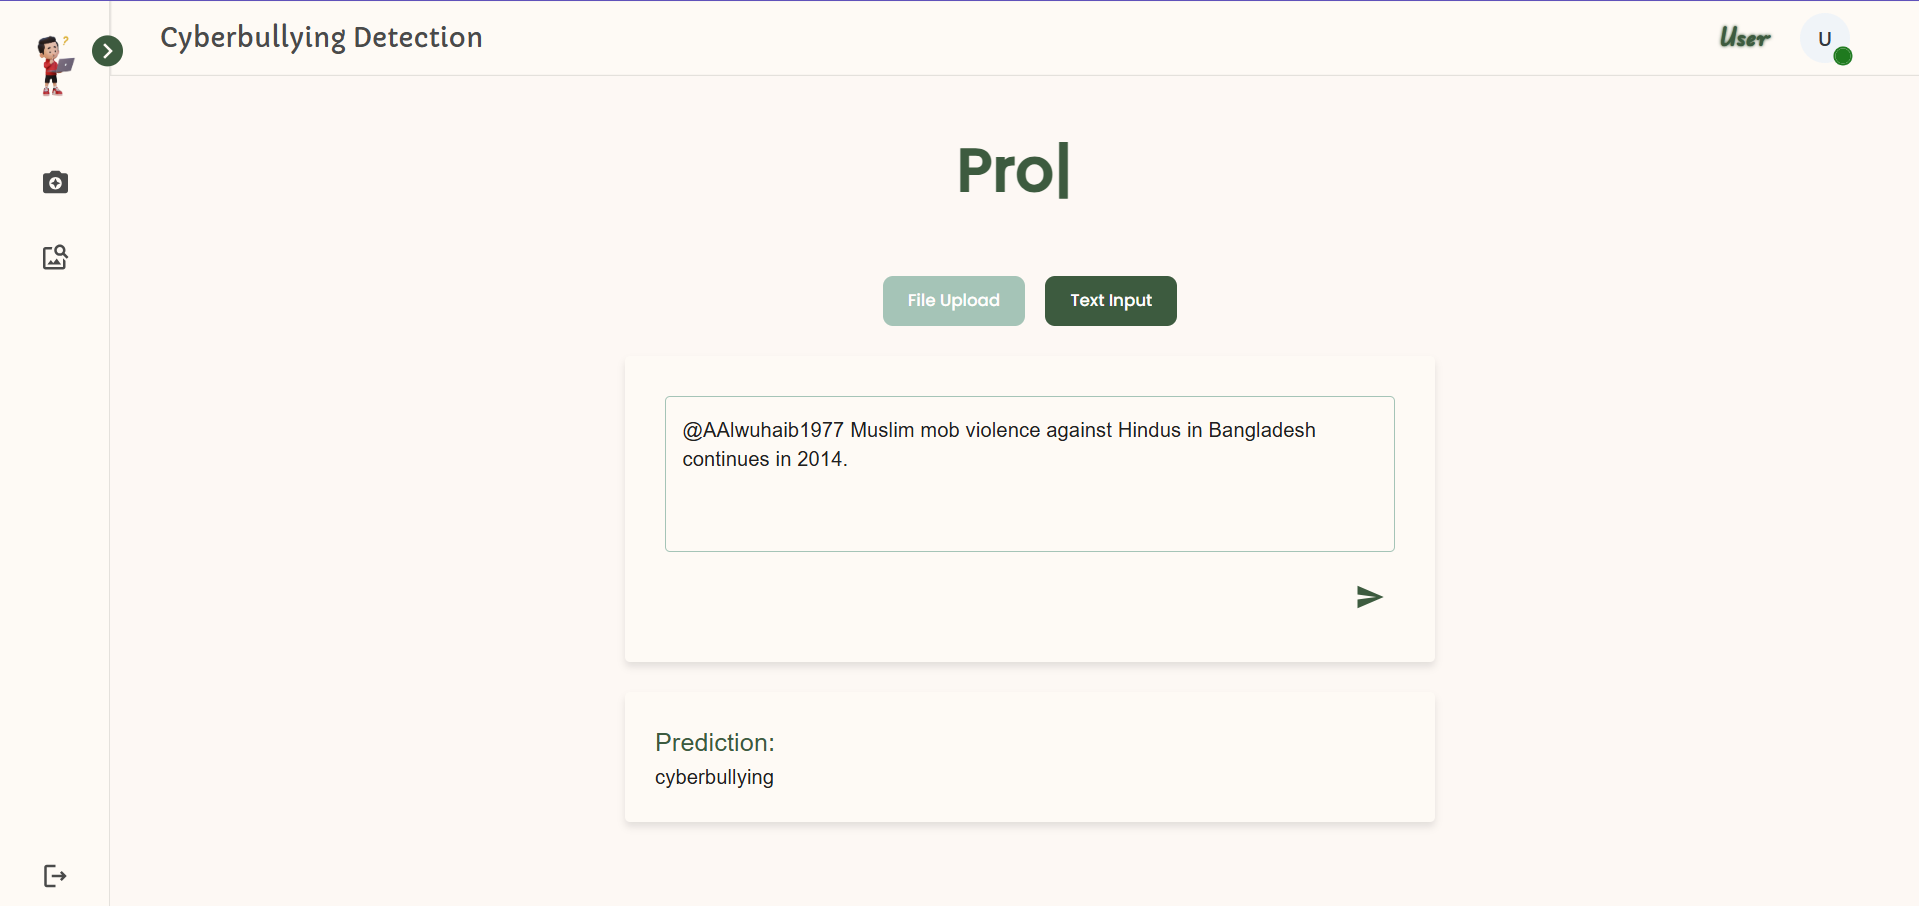 Cyberbullying Detection
User
U
?
Pro|
File Upload
Text Input
@AAlwuhaib1977 Muslim mob violence against Hindus in Bangladesh
continues in 2014.
Prediction:
cyberbullying